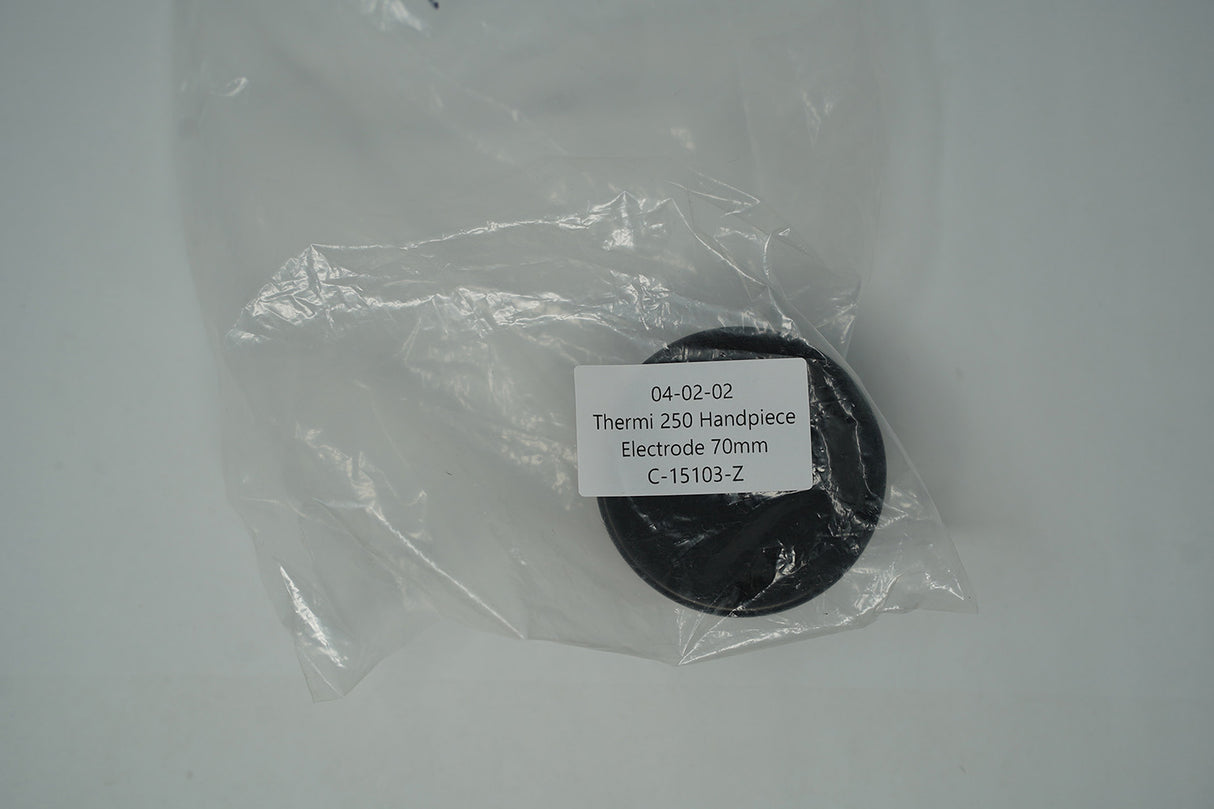 04-02-02
Thermi 250 Handpiece
Electrode 70mm
C-15103-Z